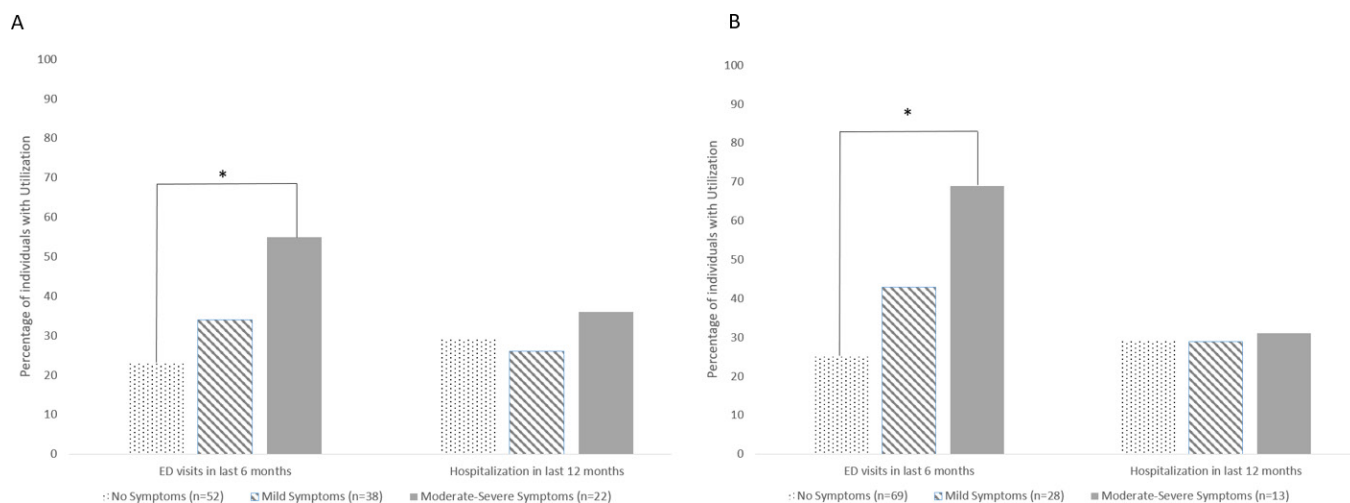 A
Percentage of individuals with Utilization
100
90
80
70
60
50
40
30
20
10
0
*
ED visits in last 6 months
Hospitalization in last 12 months
No Symptoms (n=52)
Mild Symptoms (n=38)
Moderate-Severe Symptoms (n=22)
B
Percentage of individuals with Utilization
100
90
80
70
60
50
40
30
20
10
0
*
ED visits in last 6 months
Hospitalization in last 12 months
No Symptoms (n=69)
Mild Symptoms (n=28)
Moderate-Severe Symptoms (n=13)